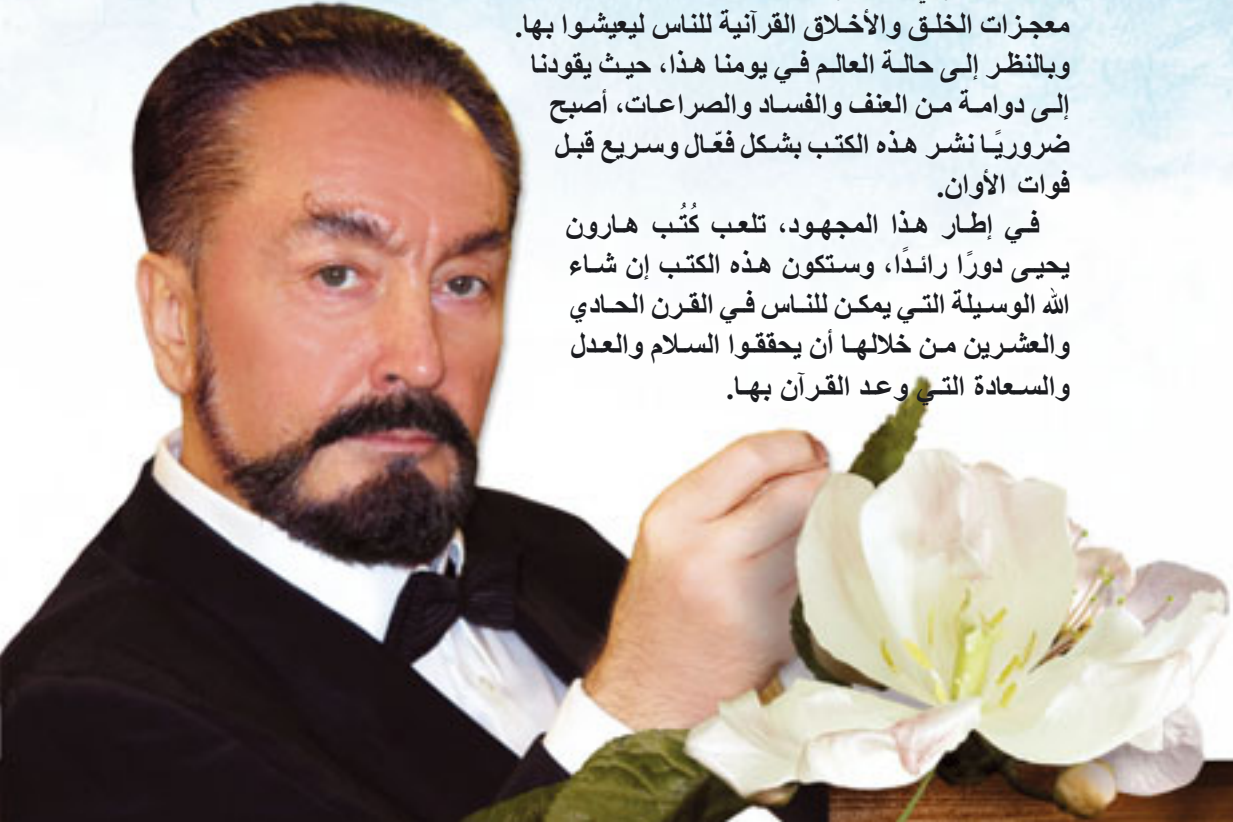 معجزات الخلق والأخلاق القرآنية للناس ليعيشوا بها.
وبالنظر إلى حالة العالم في يومنا هذا، حيث يقودنا
إلى دوامة من العنف والفساد والصراعات، أصبح
ضروريًا نشر هذه الكتب بشكل فعّال وسريع قبل
فوات الأوان.
في إطار هذا المجهود، تلعب كُتُب هارون
يحيى دورًا رائدًا، وستكون هذه الكتب إن شاء
الله الوسيلة التي يمكن للناس في القرن الحادي
والعشرين من خلالها أن يحققوا السلام والعدل
والسعادة التي وعد القرآن بها.